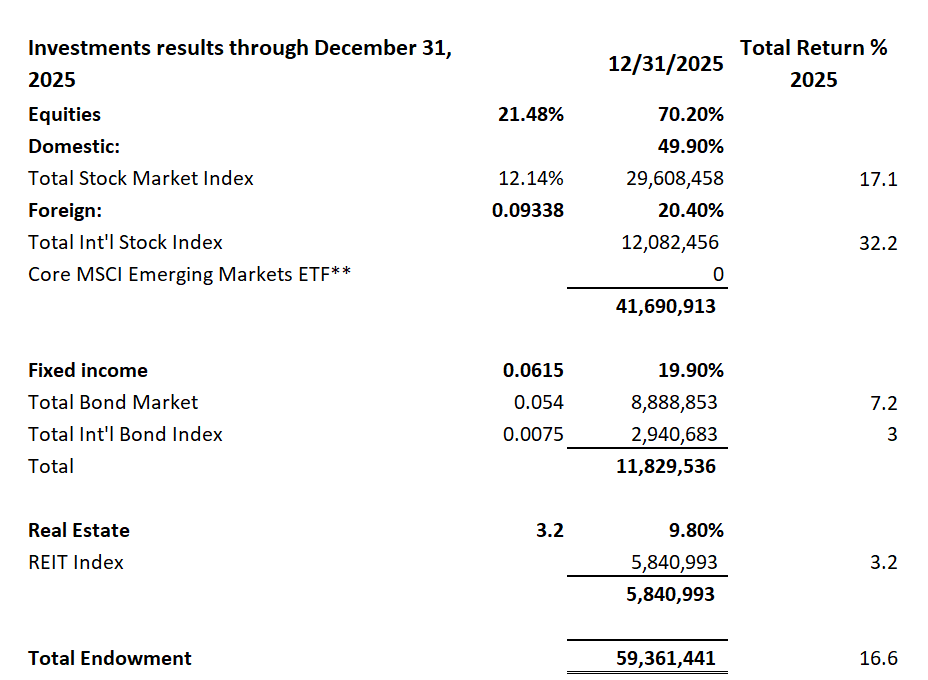 Investments results through December 31, 12/31/2025 Total Return %
2025 2025
Equities 21.48% 70.20%
Domestic: 49.90%
Total Stock Market Index 12.14% 29,608,458 17.1
Foreign: 0.09338 20.40%
Total Int'l Stock Index 12,082,456 32.2
Core MSCI Emerging Markets ETF** 0
41,690,913
Fixed income 0.0615 19.90%
Total Bond Market 0.054 8,888,853 7.2
Total Int'l Bond Index 0.0075 2,940,683 3
Total 11,829,536
Real Estate 3.2 9.80%
REIT Index 5,840,993 3.2
5,840,993
Total Endowment 59,361,441 16.6